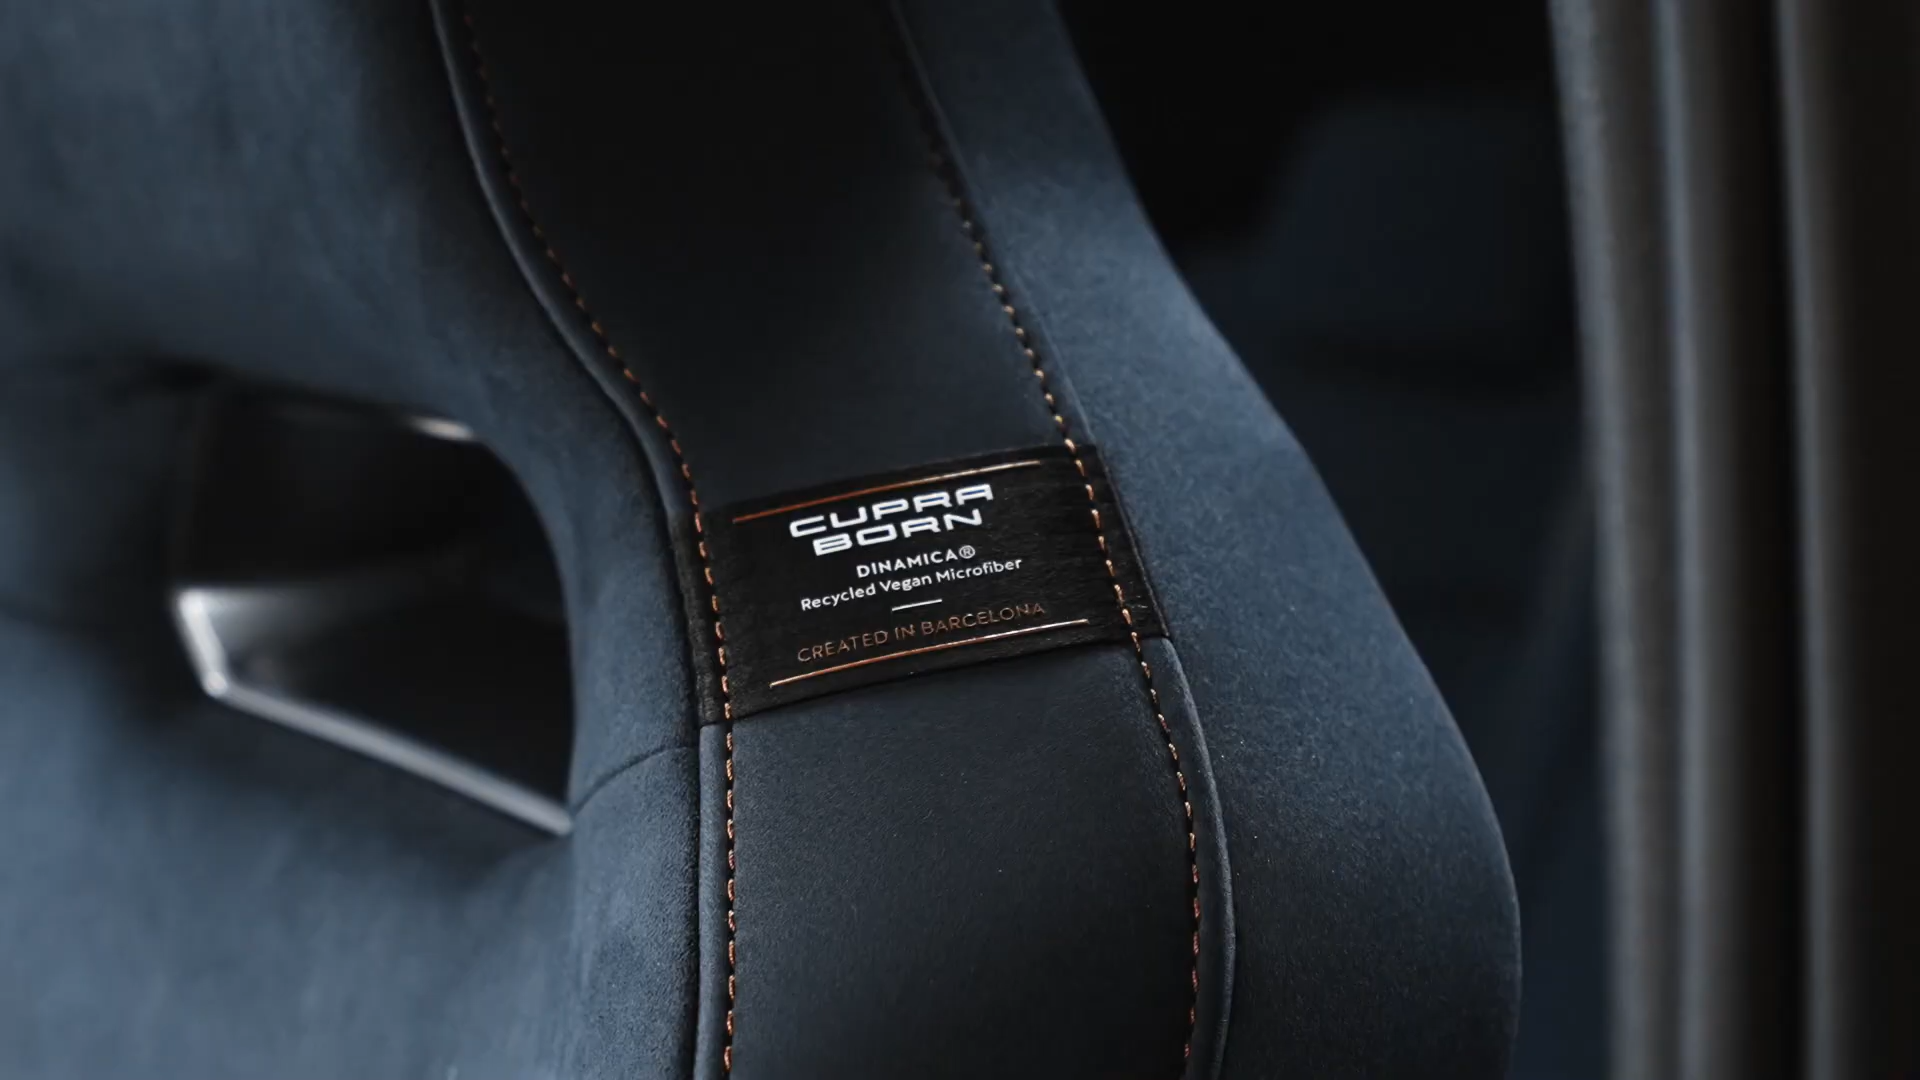 CUPRA
BORN
DINAMICA®
Recycled Vegan Microfiber
CREATED IN BARCELONA